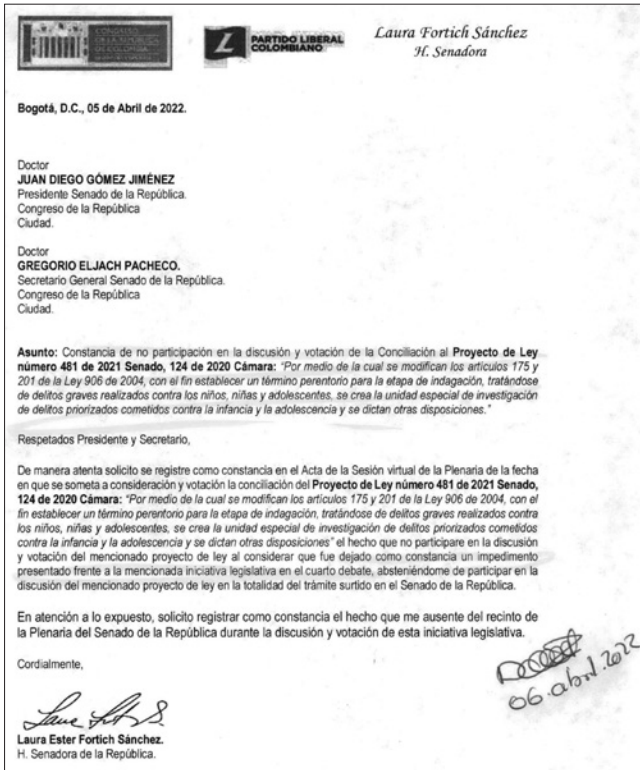 CONGRESO
DE LA REPÚBLICA
DE COLOMBIA
L PARTIDO LIBERAL
COLOMBIANO
Laura Fortich Sánchez
H. Senadora
Bogotá, D.C., 05 de Abril de 2022.
Doctor
JUAN DIEGO GÓMEZ JIMÉNEZ
Presidente Senado de la República.
Congreso de la República
Ciudad.
Doctor
GREGORIO ELJACH PACHECO.
Secretario General Senado de la República.
Congreso de la República
Ciudad.
Asunto: Constancia de no participación en la discusión y votación de la Conciliación al Proyecto de Ley
número 481 de 2021 Senado, 124 de 2020 Cámara: “Por medio de la cual se modifican los artículos 175 y
201 de la Ley 906 de 2004, con el fin establecer un término perentorio para la etapa de indagación, tratándose
de delitos graves realizados contra los niños, niñas y adolescentes, se crea la unidad especial de investigación
de delitos priorizados cometidos contra la infancia y la adolescencia y se dictan otras disposiciones.”
Respetados Presidente y Secretario,
De manera atenta solicito se registre como constancia en el Acta de la Sesión virtual de la Plenaria de la fecha
en que se someta a consideración y votación la conciliación del Proyecto de Ley número 481 de 2021 Senado,
124 de 2020 Cámara: “Por medio de la cual se modifican los artículos 175 y 201 de la Ley 906 de 2004, con el
fin establecer un término perentorio para la etapa de indagación, tratándose de delitos graves realizados contra
los niños, niñas y adolescentes, se crea la unidad especial de investigación de delitos priorizados cometidos
contra la infancia y la adolescencia y se dictan otras disposiciones” el hecho que no participare en la discusión
y votación del mencionado proyecto de ley al considerar que fue dejado como constancia un impedimento
presentado frente a la mencionada iniciativa legislativa en el cuarto debate, absteniéndome de participar en la
discusión del mencionado proyecto de ley en la totalidad del trámite surtido en el Senado de la República.
En atención a lo expuesto, solicito registrar como constancia el hecho que me ausente del recinto de
la Plenaria del Senado de la República durante la discusión y votación de esta iniciativa legislativa.
Cordialmente,
06.abril.2022
Laura Ester Fortich Sánchez.
H. Senadora de la República.